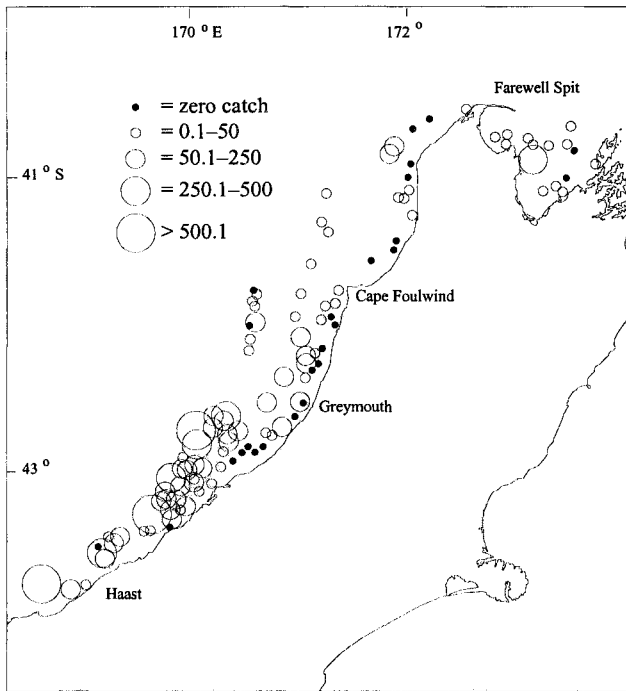 170 ° E
172 °
Farewell Spit
= zero catch
= 0.1–50
= 50.1–250
= 250.1–500
= > 500.1
41 ° S
Cape Foulwind
Greymouth
43 °
Haast